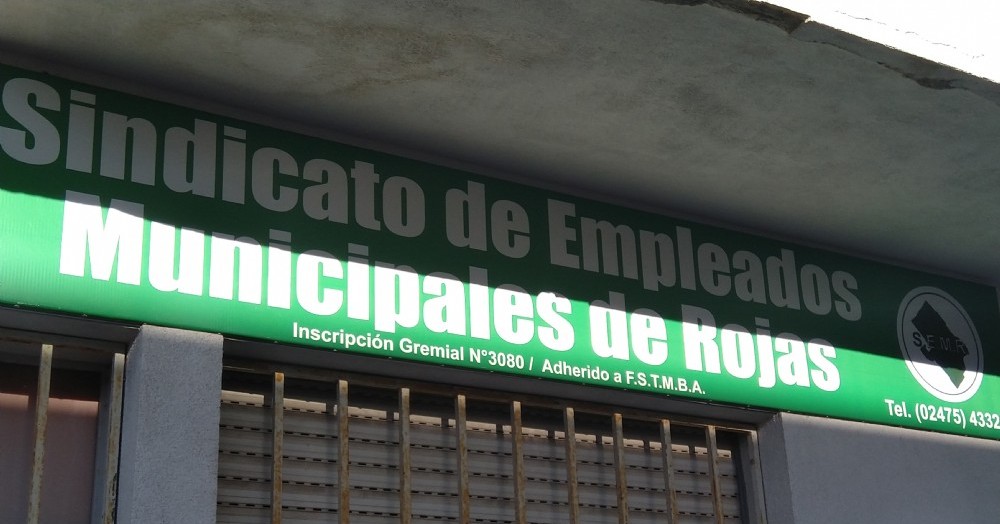 Sindicato de Empleados
Municipales de Rojas
Inscripción Gremial N°3080 / Adherido a F.S.T.M.B.A.
S.E.M.R
Tel. (02475) 4332